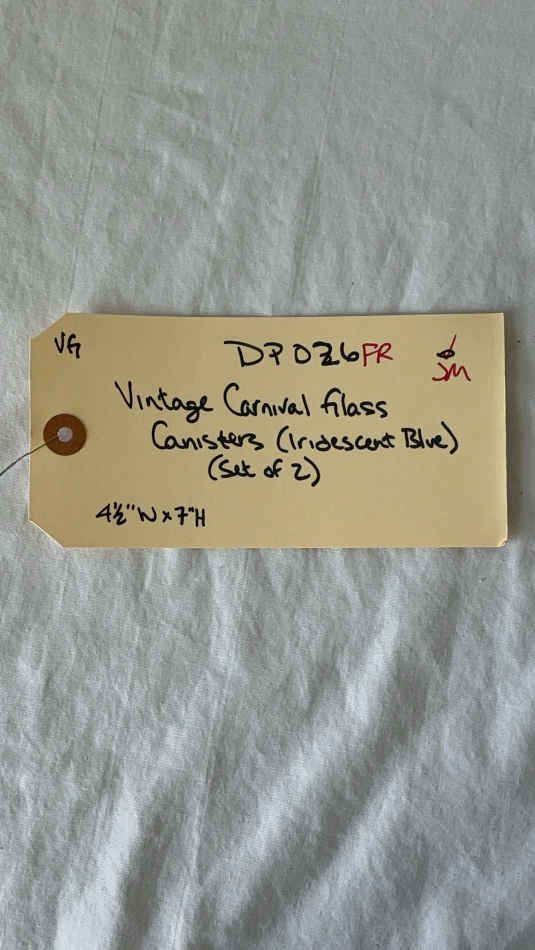 VG
DP026FR
JM
Vintage Carnival Glass
Canisters (Iridescent Blue)
(Set of 2)
4½"W x 7"H